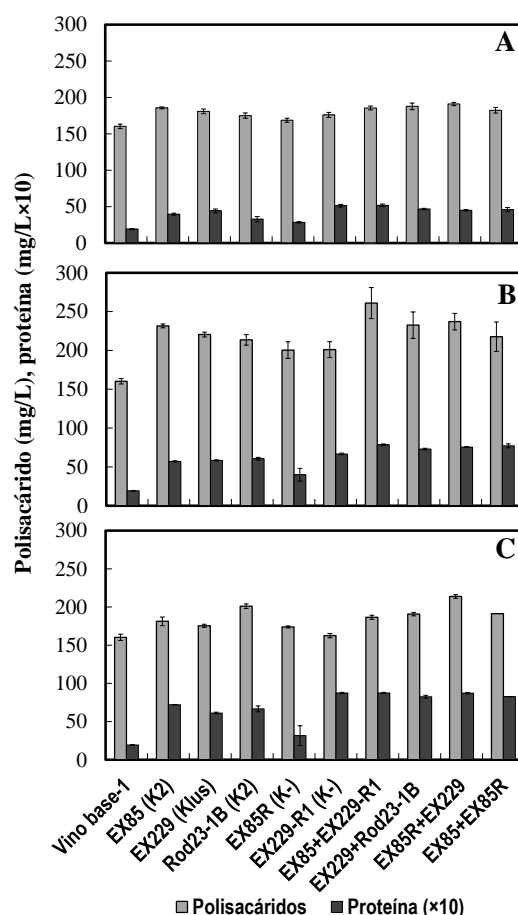 Polisacárido (mg/L), proteína (mg/L×10)
A
300
250
200
150
100
50
0
B
300
250
200
150
100
50
0
C
300
250
200
150
100
50
0
Vino base-1
EX85 (K2)
EX229 (Klus)
Rod23-1B (K2)
EX85R (K-)
EX229-R1 (K-)
EX85+EX229-R1
EX229+Rod23-1B
EX85R+EX229
EX85+EX85R
Polisacáridos
Proteína (×10)